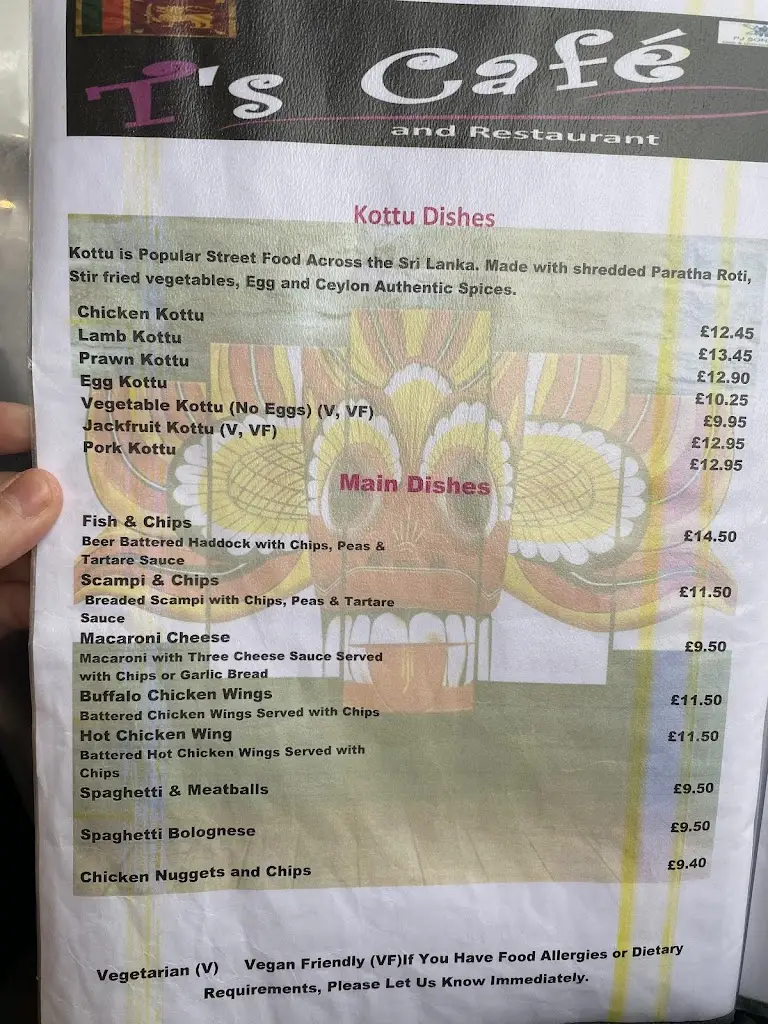 T's Café
and Restaurant
Kottu Dishes
Kottu is Popular Street Food Across the Sri Lanka. Made with shredded Paratha Roti,
Stir fried vegetables, Egg and Ceylon Authentic Spices.
Chicken Kottu £12.45
Lamb Kottu £13.45
Prawn Kottu £12.90
Egg Kottu £10.25
Vegetable Kottu (No Eggs) (V, VF) £9.95
Jackfruit Kottu (V, VF) £12.95
Pork Kottu £12.95
Main Dishes
Fish & Chips £14.50
Beer Battered Haddock with Chips, Peas &
Tartare Sauce
Scampi & Chips £11.50
Breaded Scampi with Chips, Peas & Tartare
Sauce
Macaroni Cheese £9.50
Macaroni with Three Cheese Sauce Served
with Chips or Garlic Bread
Buffalo Chicken Wings £11.50
Battered Chicken Wings Served with Chips
Hot Chicken Wing £11.50
Battered Hot Chicken Wings Served with
Chips
Spaghetti & Meatballs £9.50
Spaghetti Bolognese £9.50
Chicken Nuggets and Chips £9.40
Vegetarian (V) Vegan Friendly (VF)If You Have Food Allergies or Dietary
Requirements, Please Let Us Know Immediately.